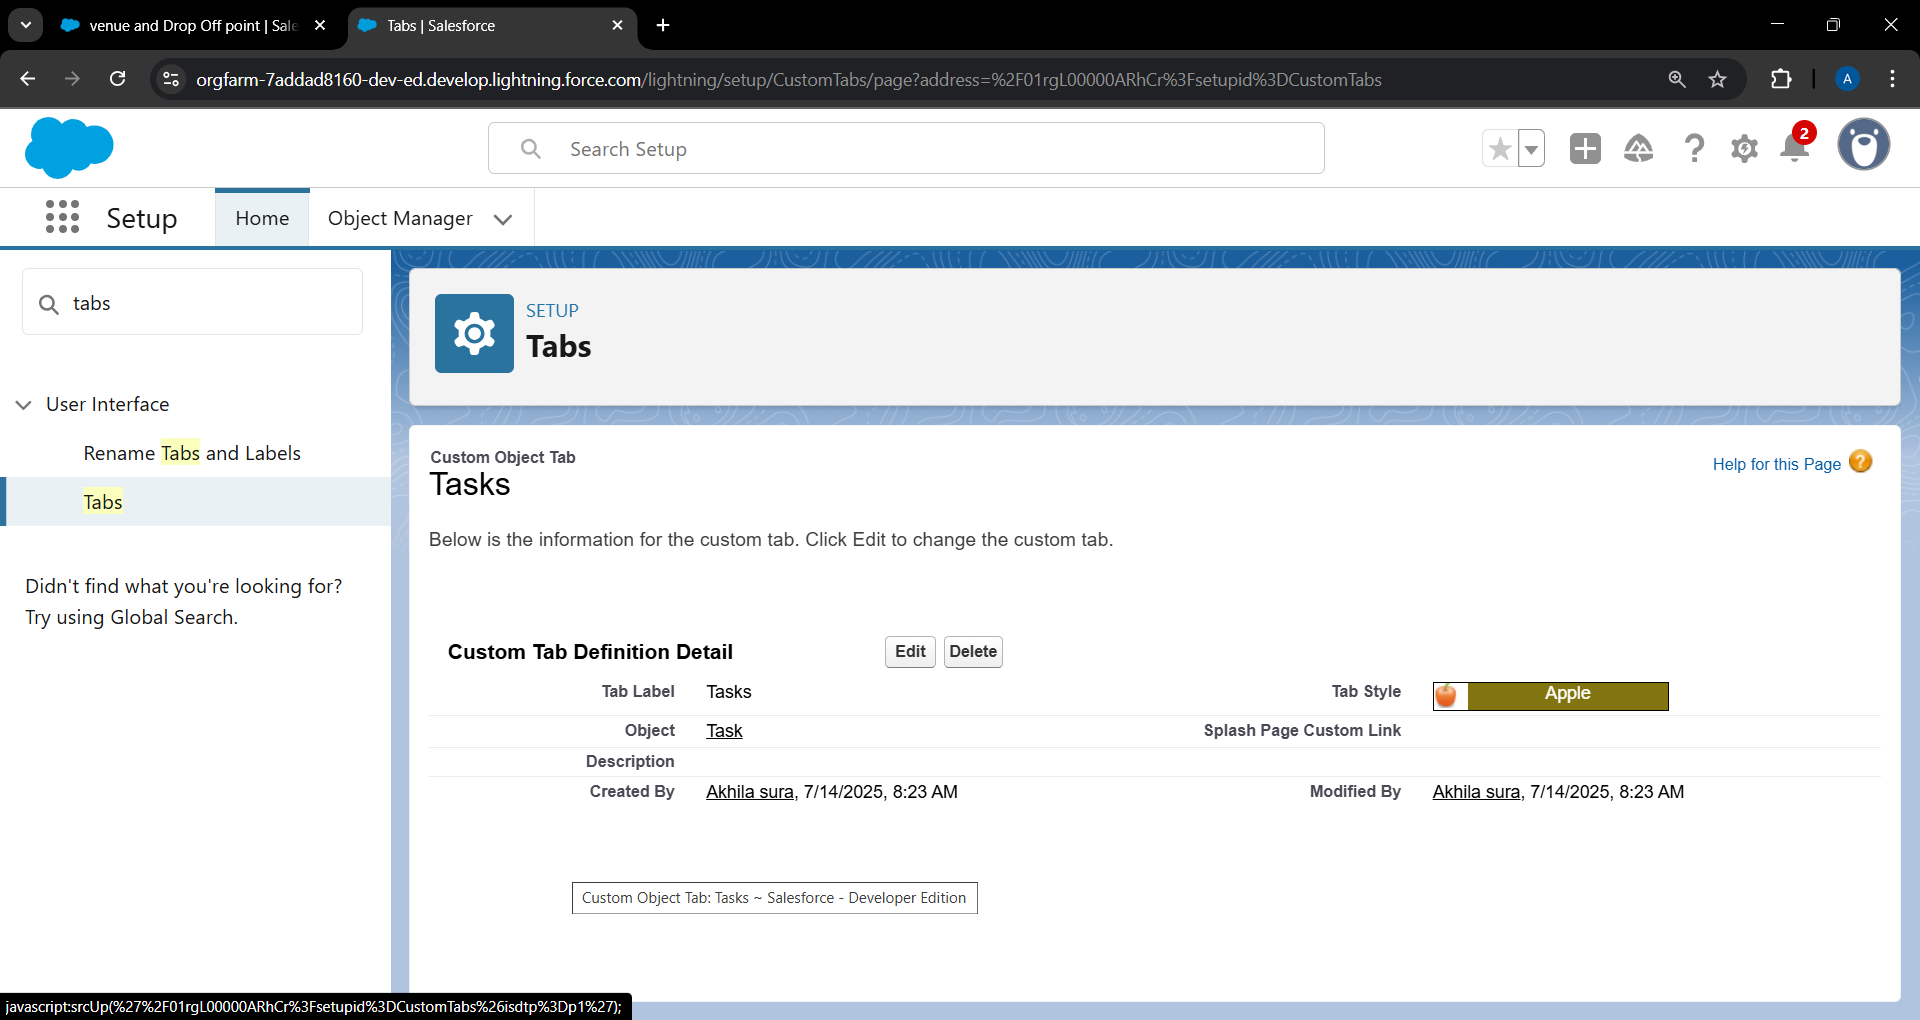 venue and Drop Off point | Sale
Tabs | Salesforce
orgfarm-7addad8160-dev-ed.develop.lightning.force.com/lightning/setup/CustomTabs/page?address=%2F01rgL00000ARhCr%3Fsetupid%3DCustomTabs
A
Search Setup
2
Setup
Home
Object Manager
tabs
User Interface
Rename Tabs and Labels
Tabs
Didn't find what you're looking for?
Try using Global Search.
SETUP
Tabs
Custom Object Tab
Tasks
Help for this Page ?
Below is the information for the custom tab. Click Edit to change the custom tab.
Custom Tab Definition Detail Edit Delete
Tab Label Tasks Tab Style Apple
Object Task Splash Page Custom Link
Description
Created By Akhila sura, 7/14/2025, 8:23 AM Modified By Akhila sura, 7/14/2025, 8:23 AM
Custom Object Tab: Tasks ~ Salesforce - Developer Edition
javascript:srcUp(%27%2F01rgL00000ARhCr%3Fsetupid%3DCustomTabs%26isdtp%3Dp1%27);